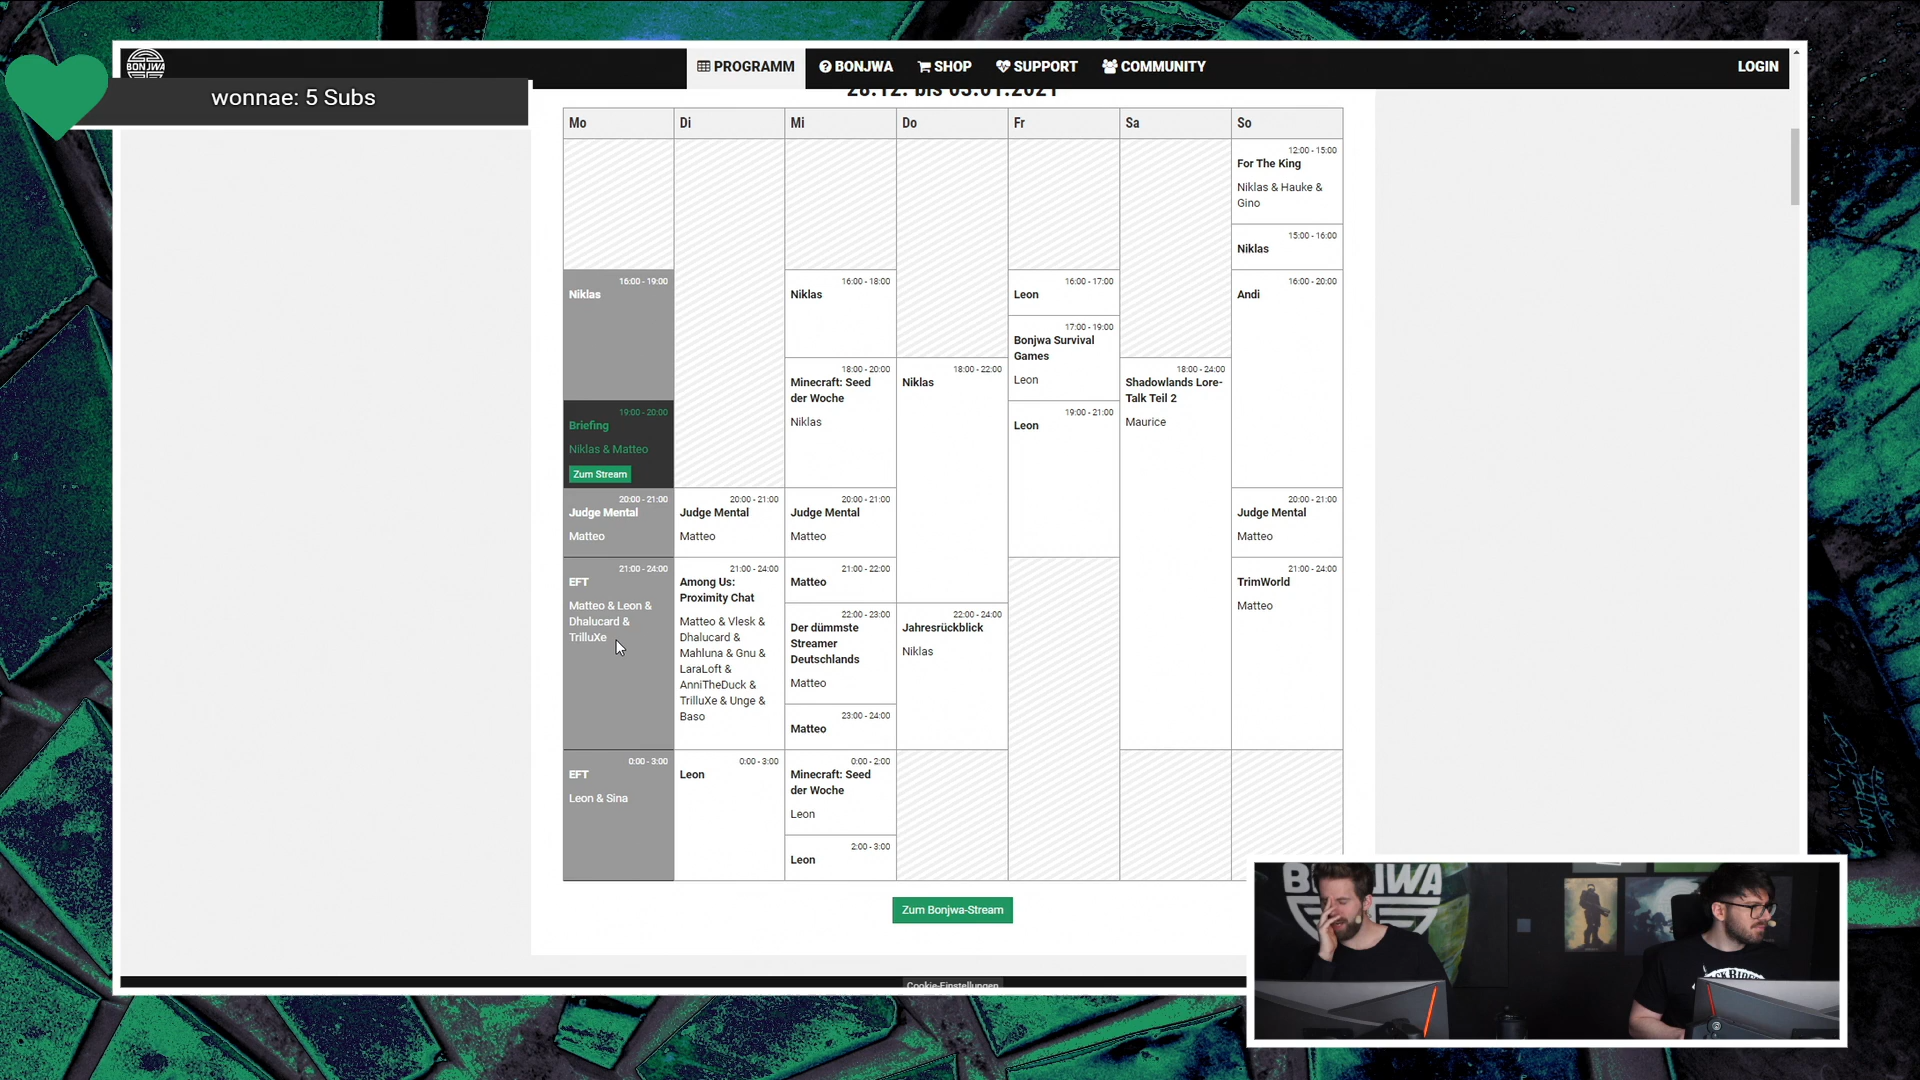 BONJWA
PROGRAMM
BONJWA
SHOP
SUPPORT
COMMUNITY
LOGIN
wonnae: 5 Subs
28.12. bis 03.01.2021
Mo
Di
Mi
Do
Fr
Sa
So
16:00 - 19:00
Niklas
19:00 - 20:00
Briefing
Niklas & Matteo
Zum Stream
20:00 - 21:00
Judge Mental
Matteo
21:00 - 24:00
EFT
Matteo & Leon &
Dhalucard &
TrilluXe
0:00 - 3:00
EFT
Leon & Sina
20:00 - 21:00
Judge Mental
Matteo
21:00 - 24:00
Among Us:
Proximity Chat
Matteo & Vlesk &
Dhalucard &
Mahluna & Gnu &
LaraLoft &
AnniTheDuck &
TrilluXe & Unge &
Baso
0:00 - 3:00
Leon
16:00 - 18:00
Niklas
18:00 - 20:00
Minecraft: Seed
der Woche
Niklas
20:00 - 21:00
Judge Mental
Matteo
21:00 - 22:00
Matteo
22:00 - 23:00
Der dümmste
Streamer
Deutschlands
Matteo
23:00 - 24:00
Matteo
0:00 - 2:00
Minecraft: Seed
der Woche
Leon
2:00 - 3:00
Leon
18:00 - 22:00
Niklas
22:00 - 24:00
Jahresrückblick
Niklas
16:00 - 17:00
Leon
17:00 - 19:00
Bonjwa Survival
Games
Leon
19:00 - 21:00
Leon
18:00 - 24:00
Shadowlands Lore-
Talk Teil 2
Maurice
12:00 - 15:00
For The King
Niklas & Hauke &
Gino
15:00 - 16:00
Niklas
16:00 - 20:00
Andi
20:00 - 21:00
Judge Mental
Matteo
21:00 - 24:00
TrimWorld
Matteo
Zum Bonjwa-Stream
Cookie-Einstellungen
BONJWA